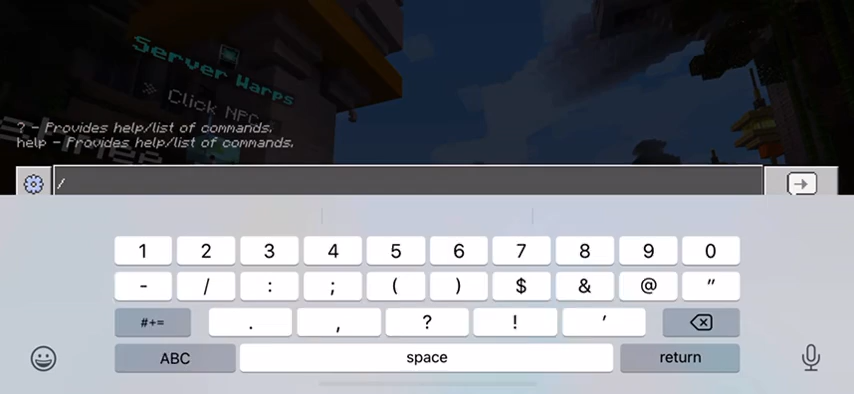 Server Warps
» Click NPC
? - Provides help/list of commands.
help - Provides help/list of commands.
/
1 2 3 4 5 6 7 8 9 0
- / : ; ( ) $ & @ "
#+= . , ? ! '
ABC space return